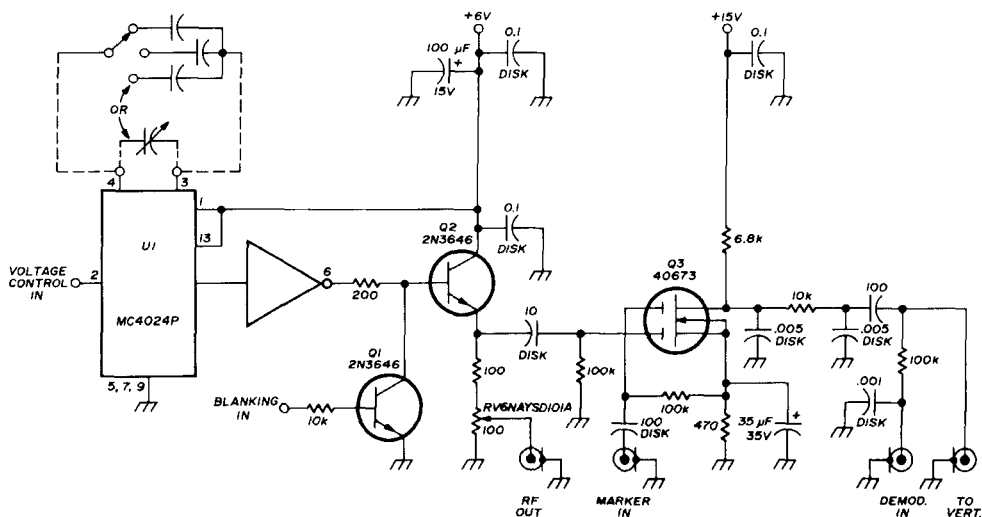 +6V
+15V
0.1
DISK
100 µF
+
15V
0.1
DISK
OR
4
3
1
13
U1
MC4024P
VOLTAGE
CONTROL
IN
2
5, 7, 9
6
200
Q2
2N3646
0.1
DISK
6.8k
Q3
40673
10
DISK
10k
100
.005
DISK
.005
DISK
Q1
2N3646
BLANKING
IN
10k
100
RV6NAYSD101A
100
100k
100k
100
DISK
470
35 µF
35V
+
100k
.001
DISK
RF
OUT
MARKER
IN
DEMOD.
IN
TO
VERT.